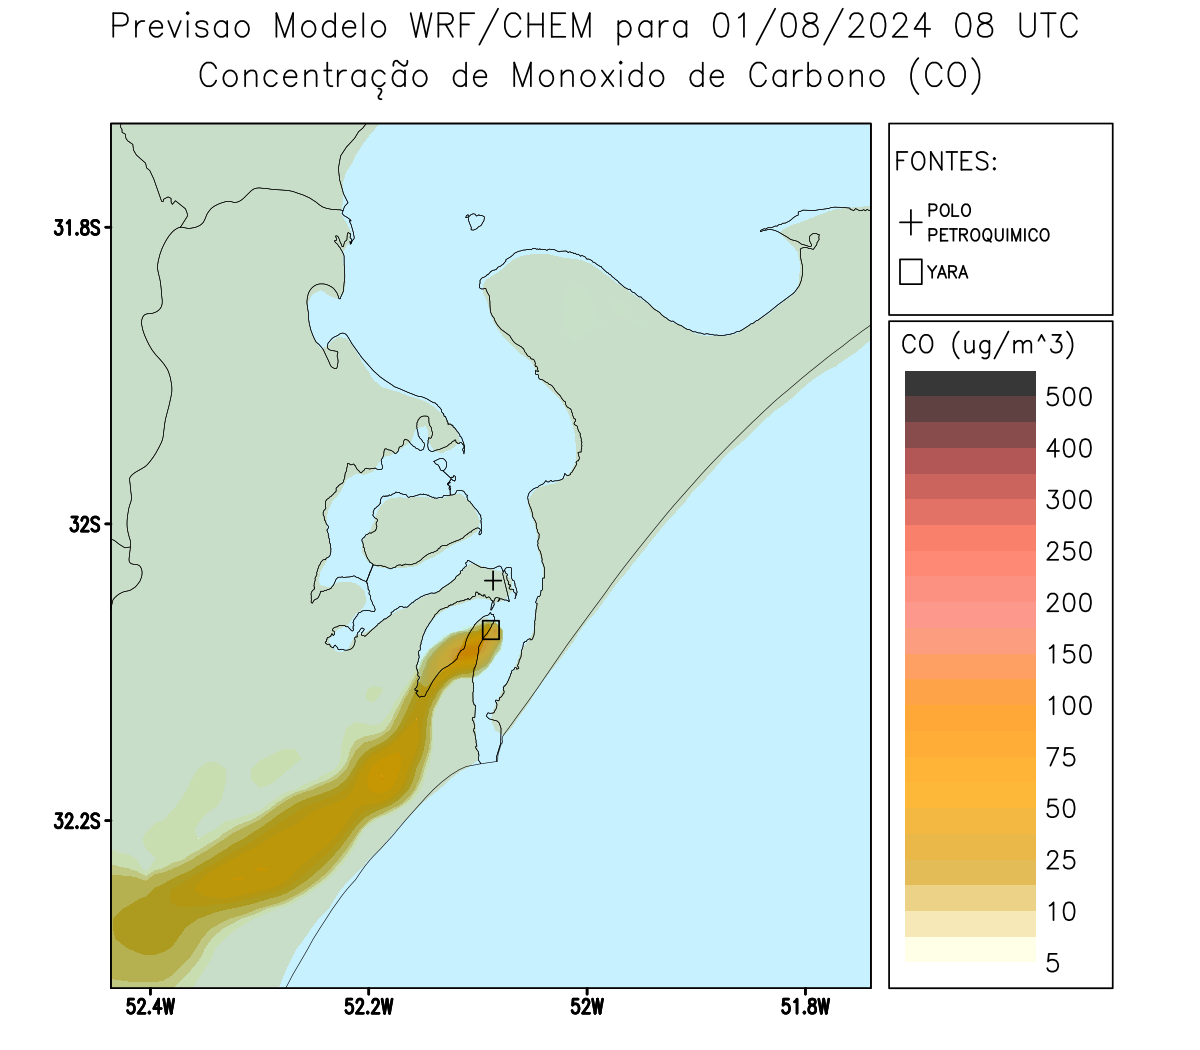 Previsao Modelo WRF/CHEM para 01/08/2024 08 UTC
Concentração de Monoxido de Carbono (CO)
FONTES:
POLO
PETROQUIMICO
YARA
CO (ug/m^3)
500
400
300
250
200
150
100
75
50
25
10
5
31.8S
32S
32.2S
52.4W
52.2W
52W
51.8W